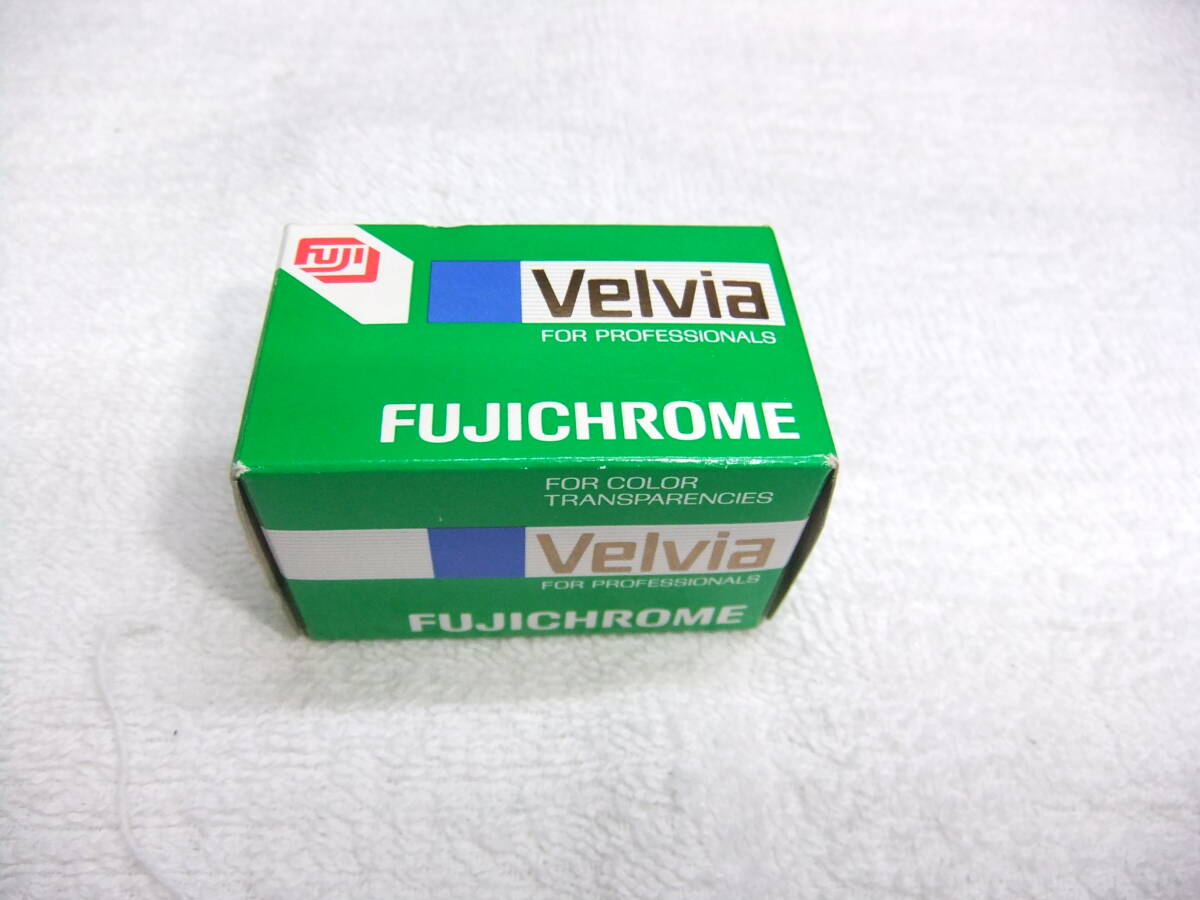 FUJI
Velvia
FOR PROFESSIONALS
FUJICHROME
FOR COLOR
TRANSPARENCIES
Velvia
FOR PROFESSIONALS
FUJICHROME